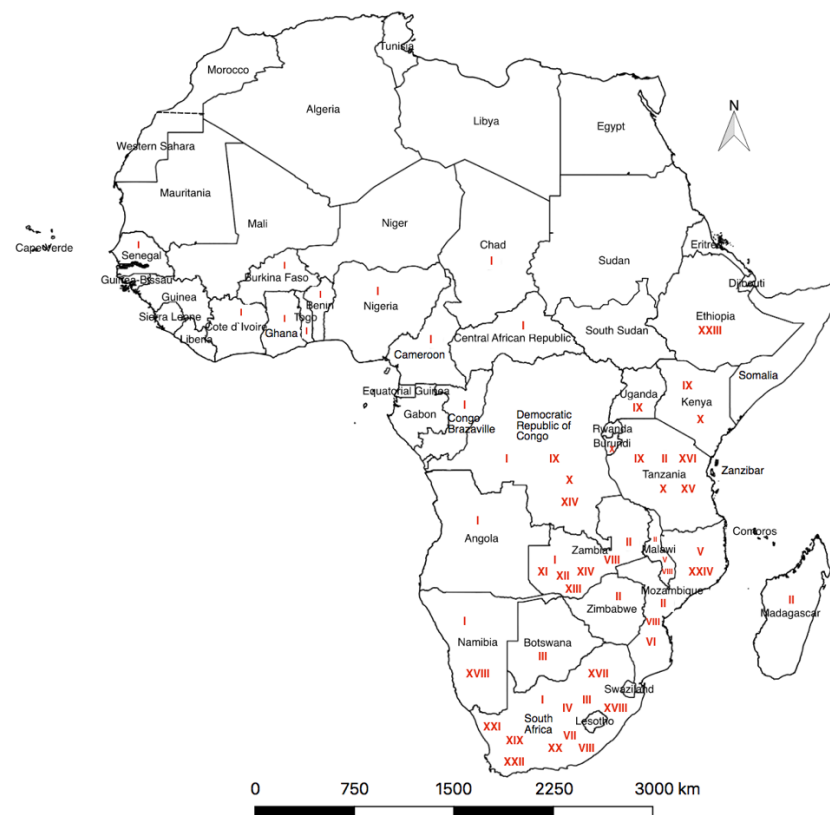 Tunisia
Morocco
Algeria
Libya
Egypt
N
Western Sahara
Mauritania
Mali
Niger
Chad
I
Sudan
Eritrea
Cape Verde
I
Senegal
I
Burkina Faso
Guinea-Bissau
Guinea
Sierra Leone
Liberia
I
Cote d`Ivoire
I
Ghana
Togo
I
I
Benin
I
Nigeria
Djibouti
Ethiopia
XXIII
South Sudan
I
Central African Republic
I
Cameroon
Somalia
Equatorial Guinea
Gabon
I
Congo
Brazaville
Democratic
Republic of
Congo
I
IX
X
XIV
Uganda
IX
IX
Kenya
X
Rwanda
Burundi
X
IX
II
XVI
Tanzania
X
XV
Zanzibar
Comoros
I
Angola
II
Zambia
I
VIII
XI
XII
XIV
XIII
II
Malawi
V
VIII
V
XXIV
Mozambique
II
VIII
VI
II
Zimbabwe
II
Madagascar
I
Namibia
XVIII
Botswana
III
XVII
Swaziland
I
IV
III
XVIII
South
Africa
Lesotho
XXI
XIX
VII
XX
VIII
XXII
0 750 1500 2250 3000 km